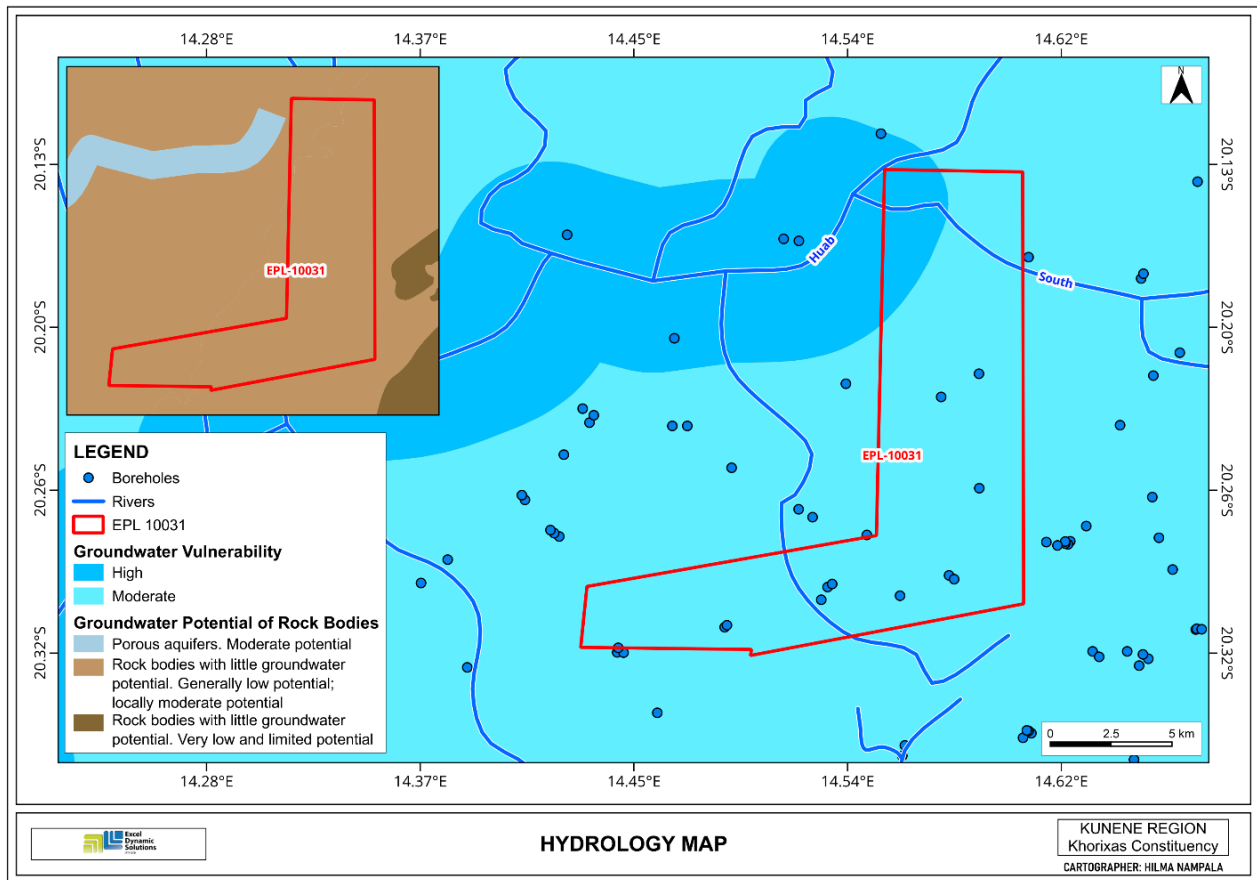 14.28°E
14.37°E
14.45°E
14.54°E
14.62°E
N
20.13°S
20.13°S
Huab
South
EPL-10031
20.20°S
20.20°S
EPL-10031
20.26°S
20.26°S
20.32°S
20.32°S
LEGEND
Boreholes
Rivers
EPL 10031
Groundwater Vulnerability
High
Moderate
Groundwater Potential of Rock Bodies
Porous aquifers. Moderate potential
Rock bodies with little groundwater
potential. Generally low potential;
locally moderate potential
Rock bodies with little groundwater
potential. Very low and limited potential
0 2.5 5 km
14.28°E
14.37°E
14.45°E
14.54°E
14.62°E
Excel
Dynamic
Solutions
HYDROLOGY MAP
KUNENE REGION
Khorixas Constituency
CARTOGRAPHER: HILMA NAMPALA